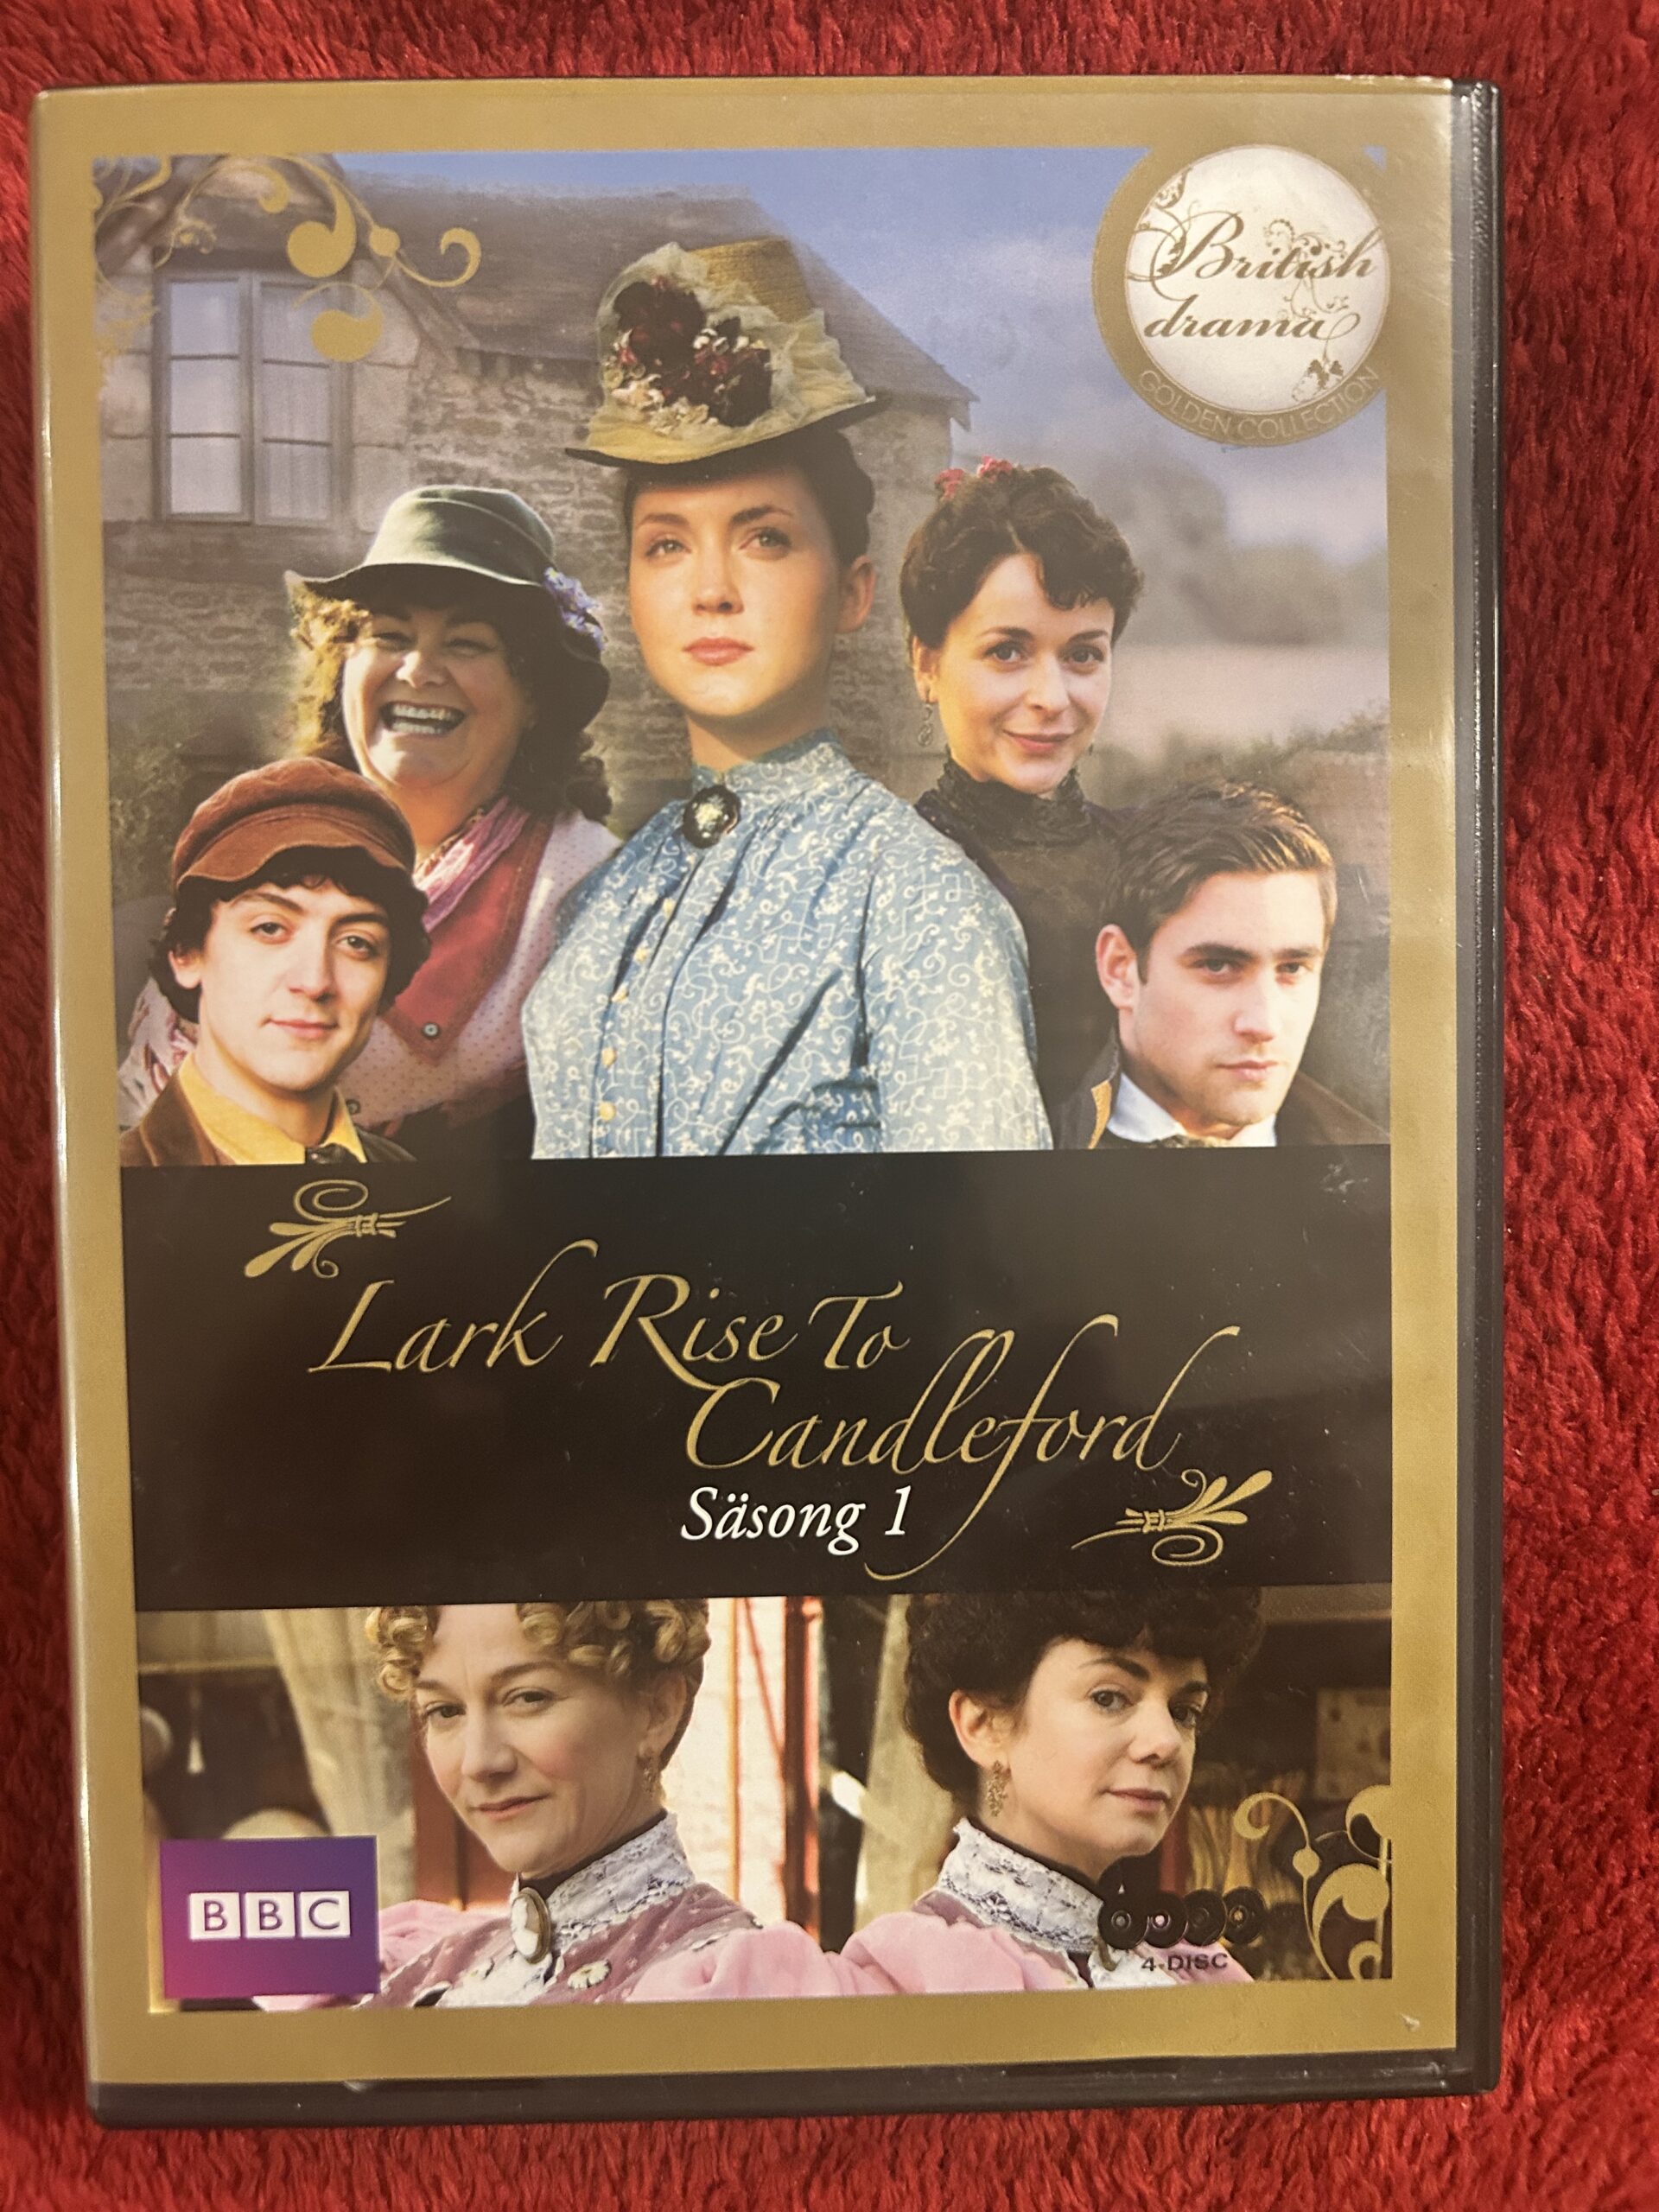 British
drama
GOLDEN COLLECTION
Lark Rise To
Candleford
Säsong 1
BBC
4-DISC